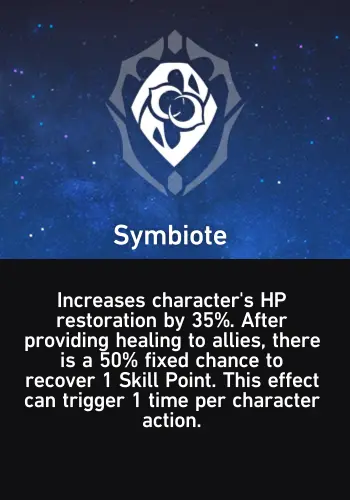 Symbiote
Increases character's HP
restoration by 35%. After
providing healing to allies, there
is a 50% fixed chance to
recover 1 Skill Point. This effect
can trigger 1 time per character
action.